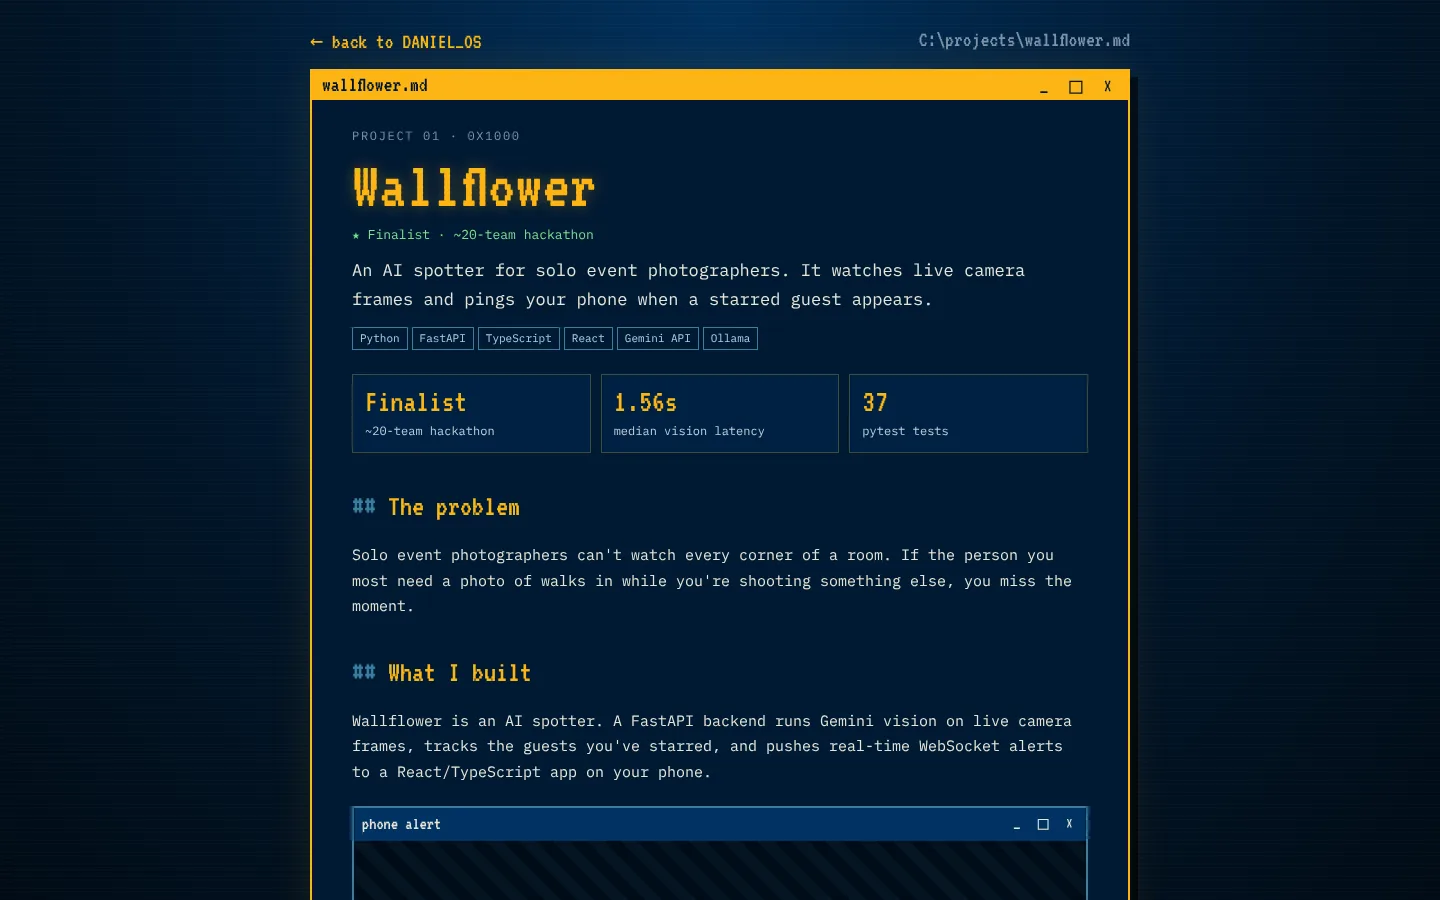 ← back to DANIEL_OS
C:\projects\wallflower.md
wallflower.md
_ □ X
PROJECT 01 · 0X1000
Wallflower
★ Finalist · ~20-team hackathon
An AI spotter for solo event photographers. It watches live camera
frames and pings your phone when a starred guest appears.
Python FastAPI TypeScript React Gemini API Ollama
Finalist
~20-team hackathon
1.56s
median vision latency
37
pytest tests
## The problem
Solo event photographers can't watch every corner of a room. If the person you
most need a photo of walks in while you're shooting something else, you miss the
moment.
## What I built
Wallflower is an AI spotter. A FastAPI backend runs Gemini vision on live camera
frames, tracks the guests you've starred, and pushes real-time WebSocket alerts
to a React/TypeScript app on your phone.
phone alert
_ □ X